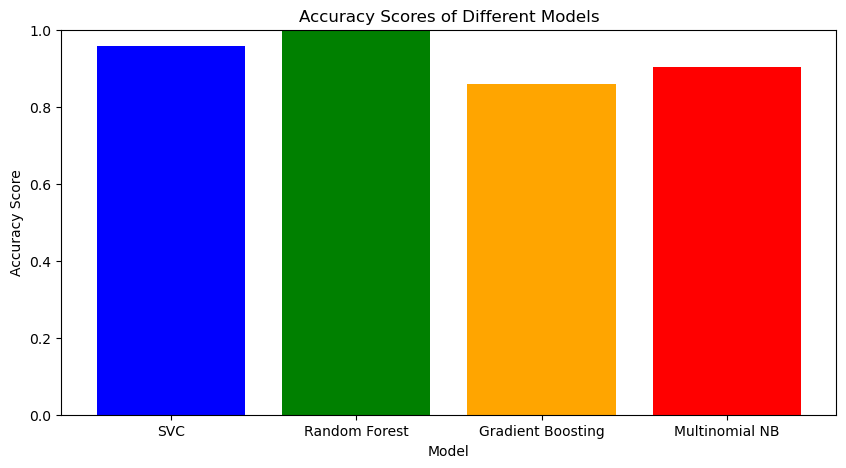 Accuracy Scores of Different Models
1.0
0.8
0.6
0.4
0.2
0.0
Accuracy Score
SVC
Random Forest
Gradient Boosting
Multinomial NB
Model